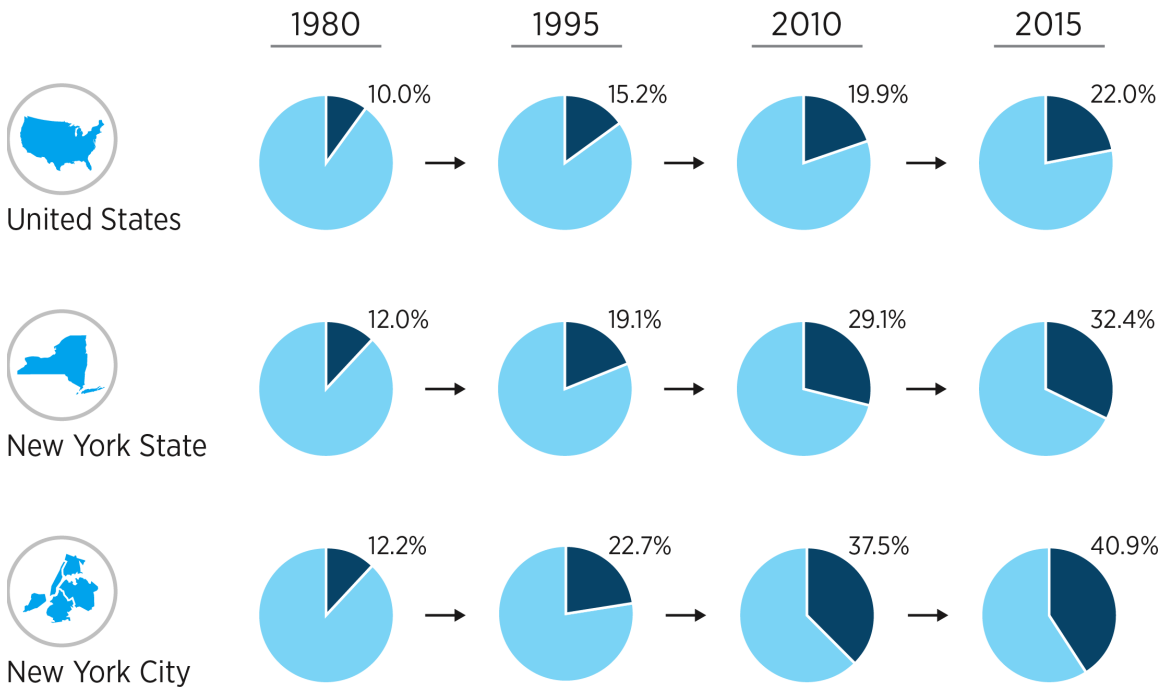 1980 1995 2010 2015
10.0% 15.2% 19.9% 22.0%
United States
12.0% 19.1% 29.1% 32.4%
New York State
12.2% 22.7% 37.5% 40.9%
New York City